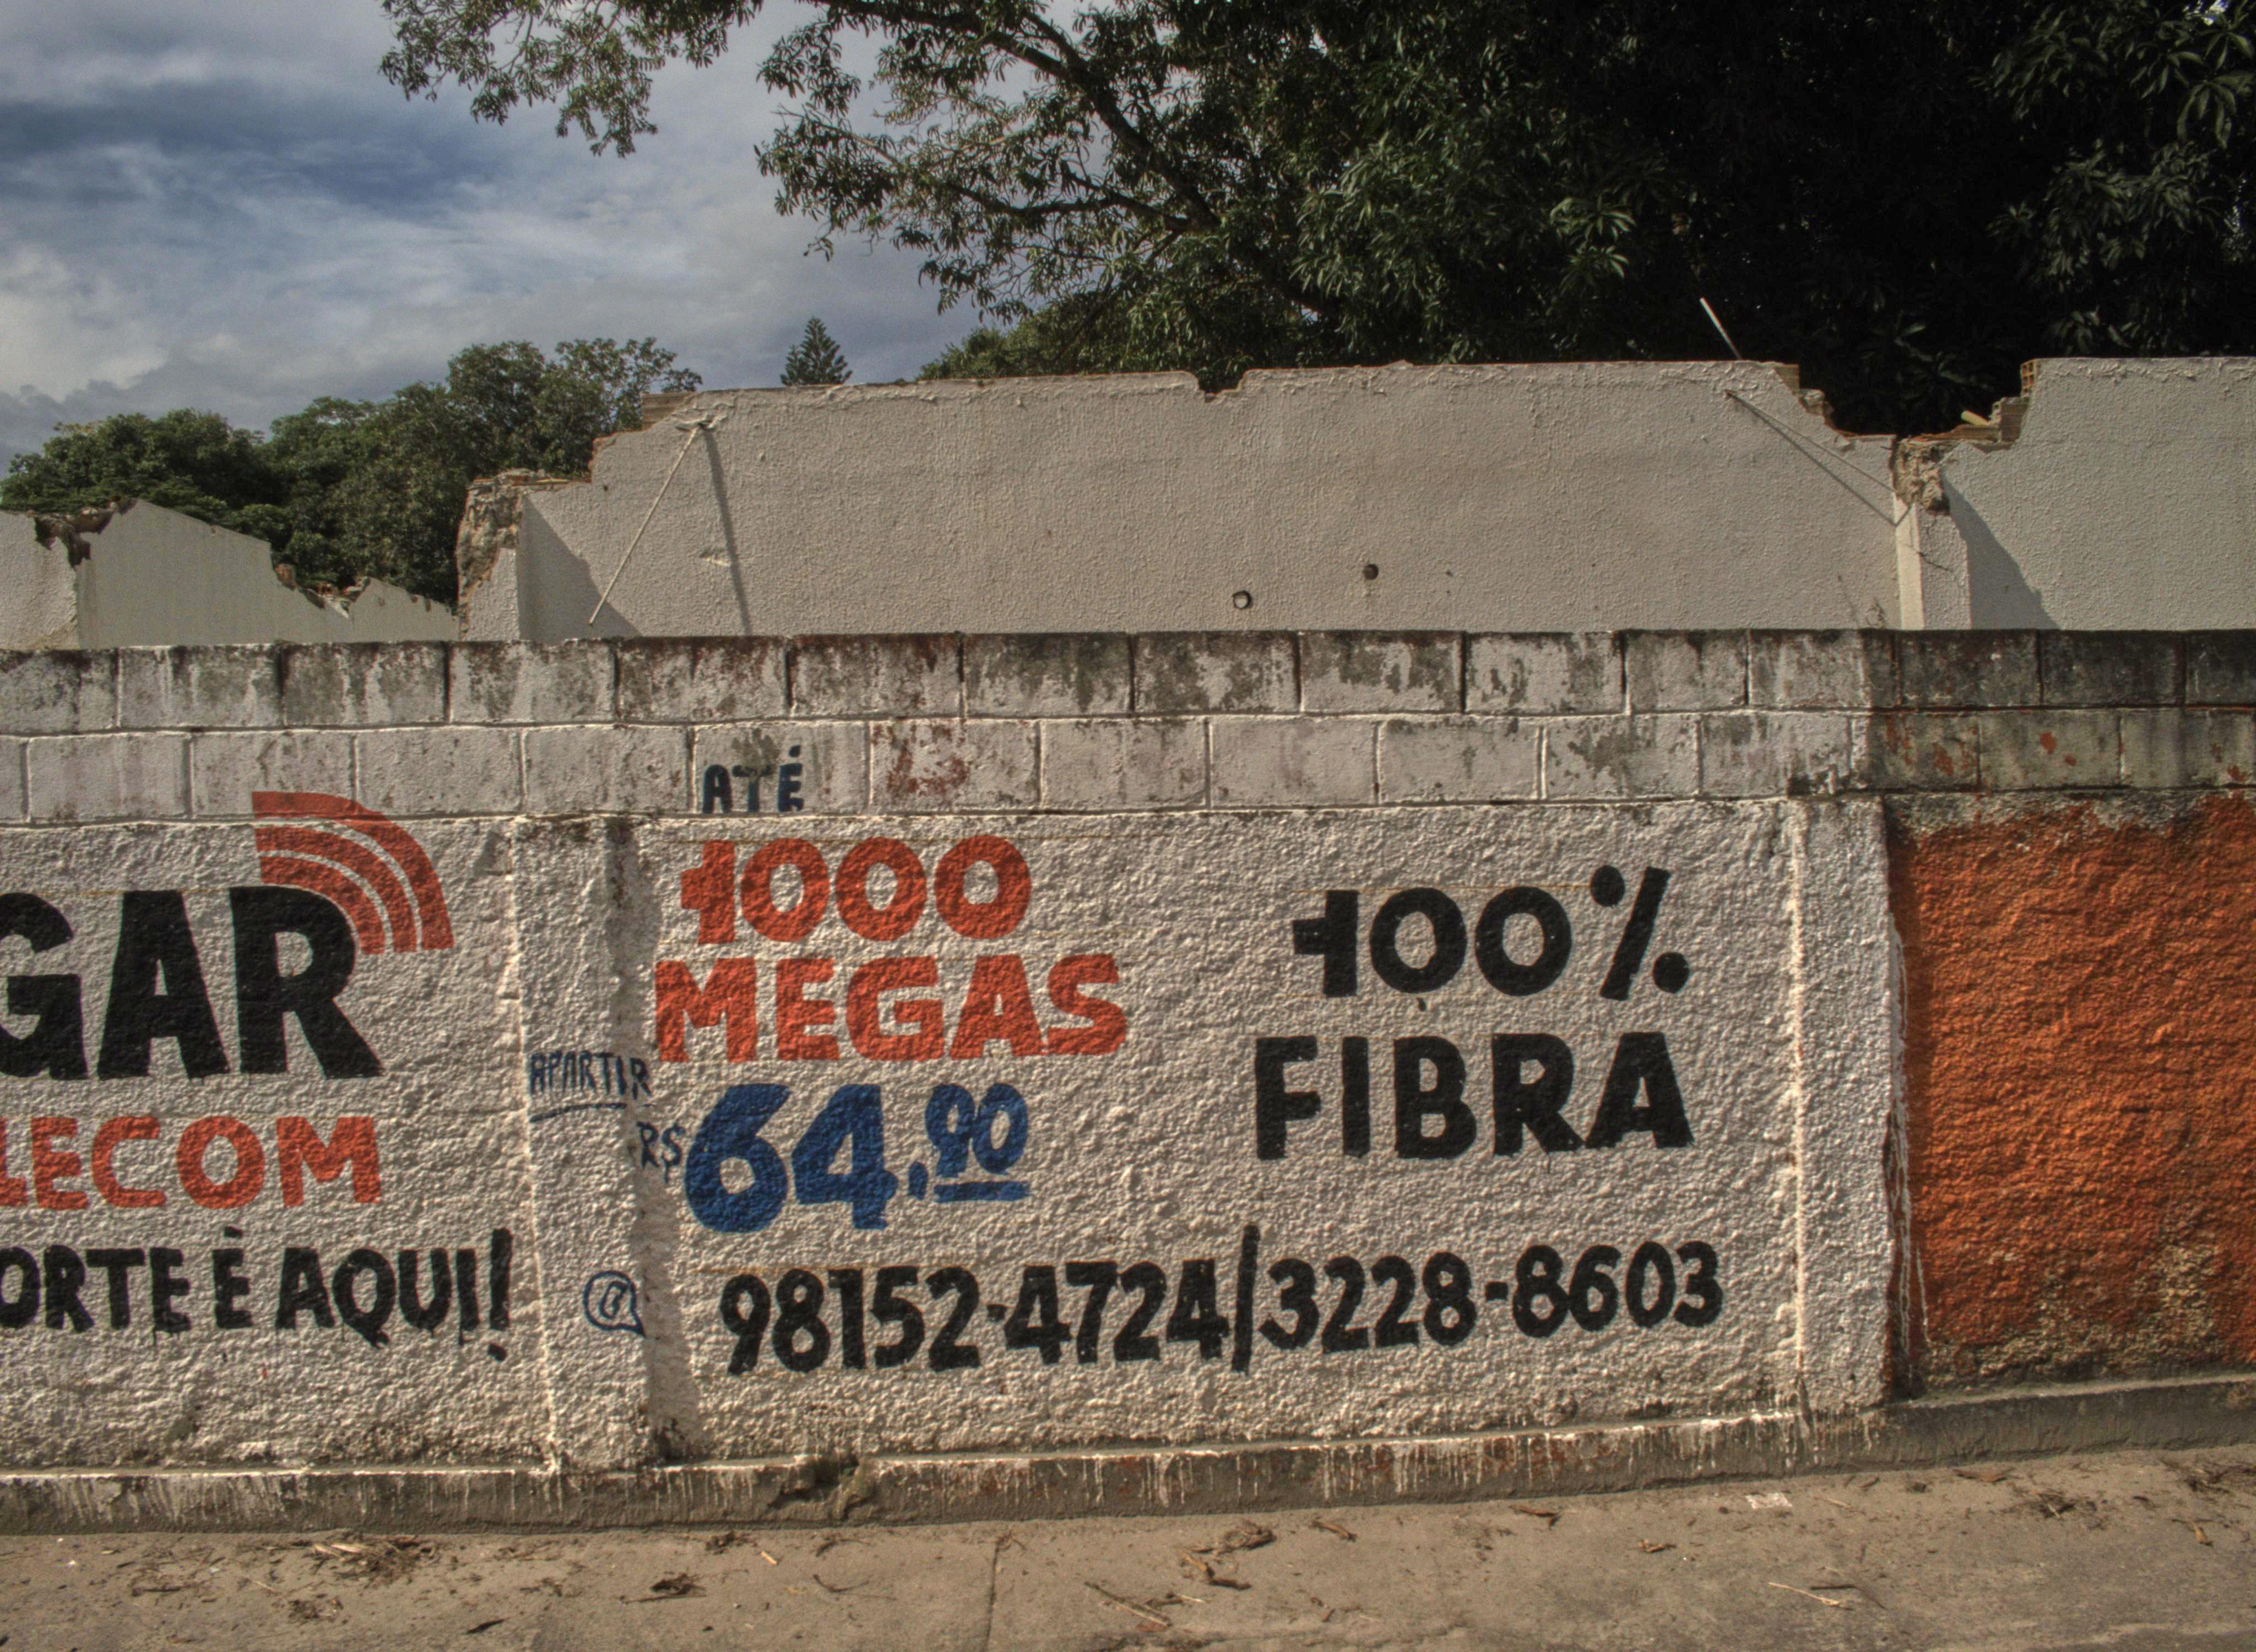 GAR
LECOM
ORTE È AQUI!
ATÉ
1000
MEGAS
APARTIR
R$ 64,90
100%
FIBRA
98152-4724/3228-8603